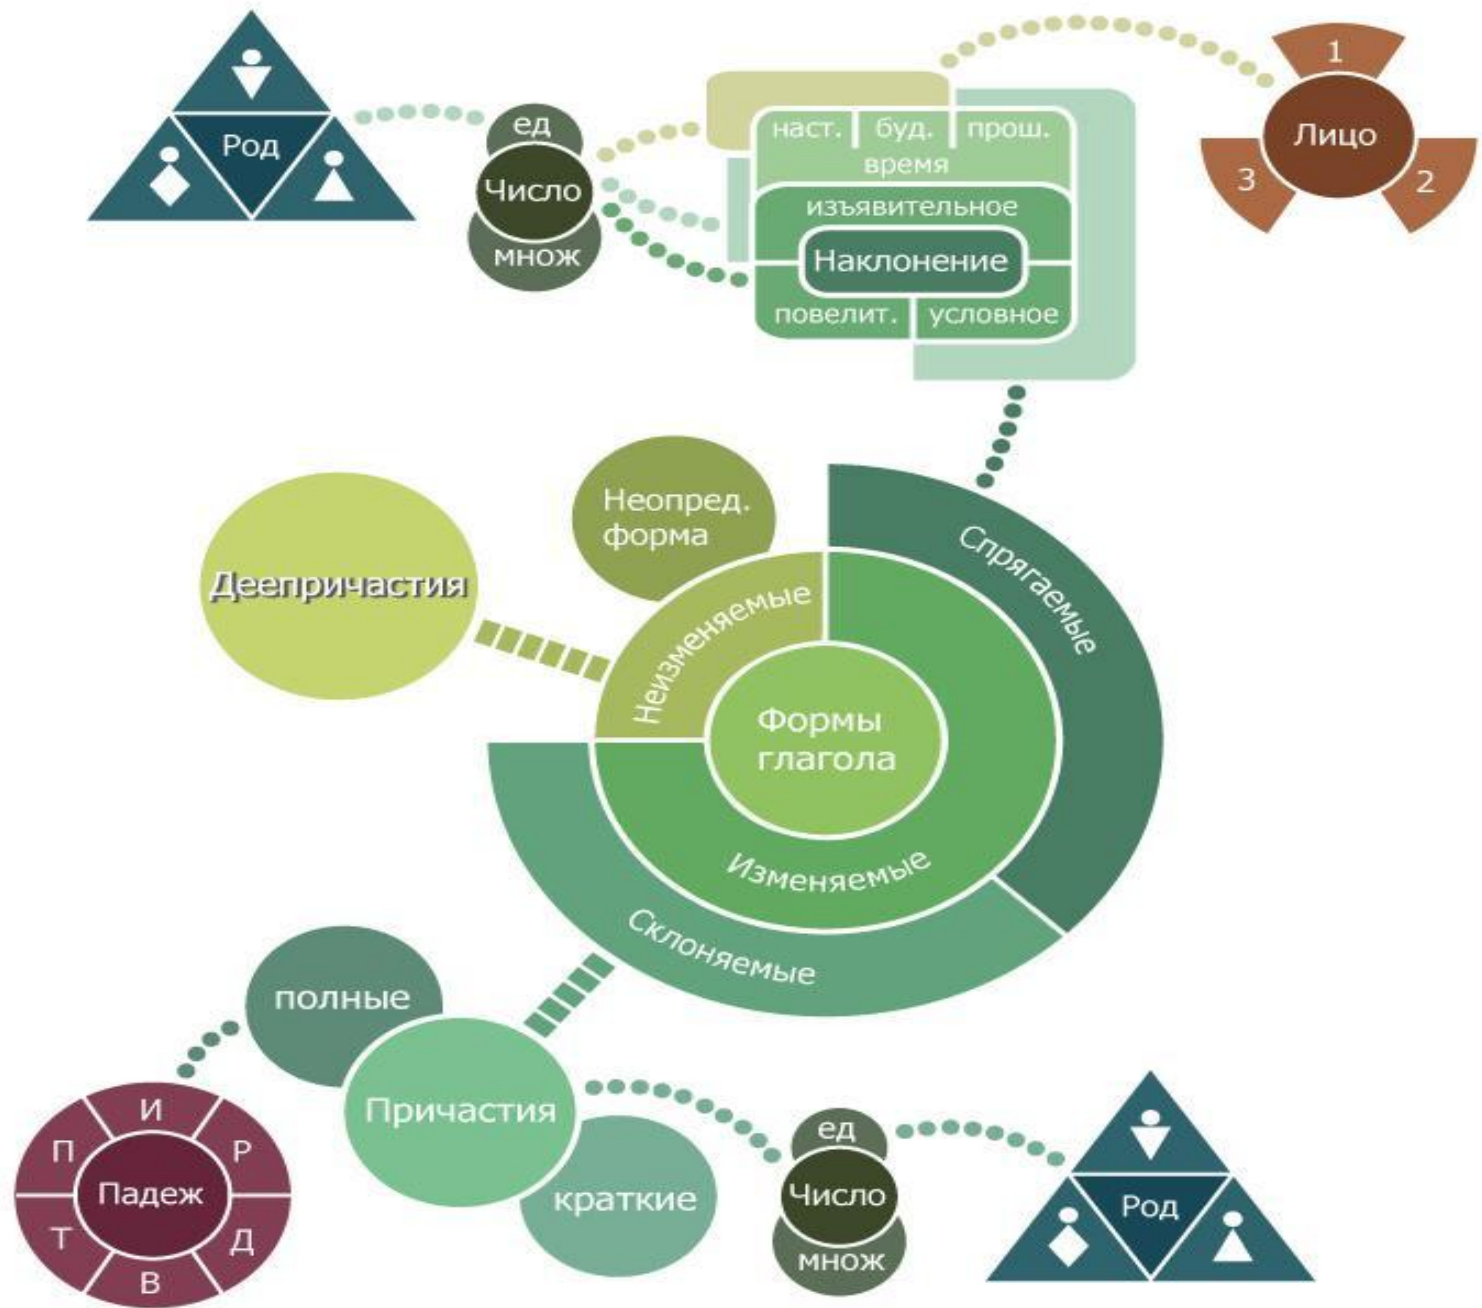 Род
ед
Число
множ
наст. буд. прош.
время
изъявительное
Наклонение
повелит. условное
1
Лицо
3
2
Неопред.
форма
Деепричастия
Спрягаемые
Неизменяемые
Формы
глагола
Изменяемые
Склоняемые
полные
Причастия
краткие
И
П
Р
Падеж
Т
Д
В
ед
Число
множ
Род